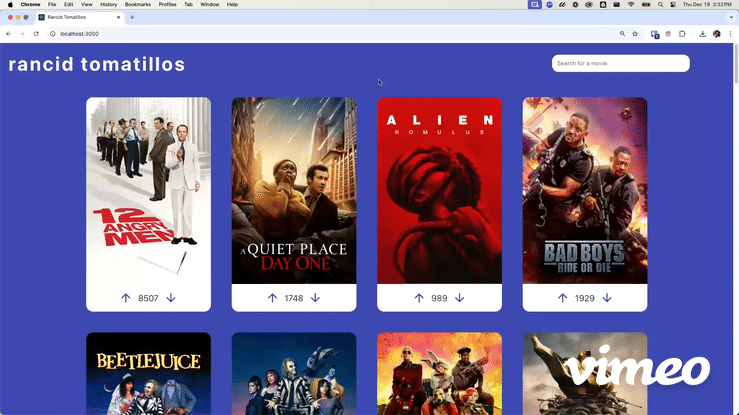 Chrome File Edit View History Bookmarks Profiles Tab Window Help Thu Dec 19 3:32PM
Rancid Tomatillos
localhost:3000
rancid tomatillos
Search for a movie
12
ANGRY
MEN
A QUIET PLACE
DAY ONE
ALIEN
ROMULUS
BAD BOYS
RIDE OR DIE
8507
1748
989
1929
BEETLEJUICE
vimeo